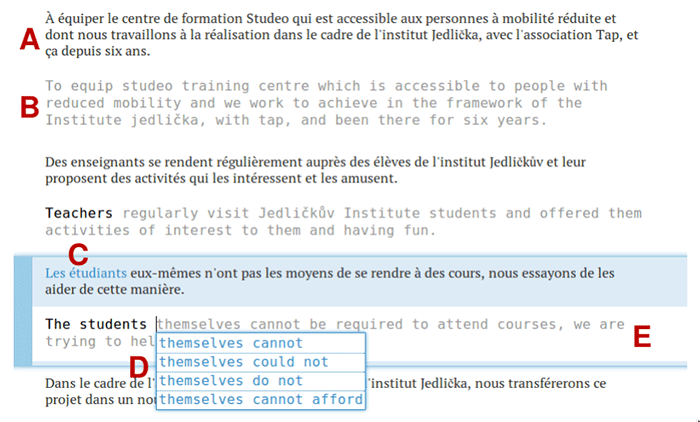 À équiper le centre de formation Studeo qui est accessible aux personnes à mobilité réduite et
A
dont nous travaillons à la réalisation dans le cadre de l'institut Jedlička, avec l'association Tap, et
ça depuis six ans.
To equip studeo training centre which is accessible to people with
B
reduced mobility and we work to achieve in the framework of the
Institute jedlička, with tap, and been there for six years.
Des enseignants se rendent régulièrement auprès des élèves de l'institut Jedličkův et leur
proposent des activités qui les intéressent et les amusent.
Teachers regularly visit Jedličkův Institute students and offered them
activities of interest to them and having fun.
C
Les étudiants eux-mêmes n'ont pas les moyens de se rendre à des cours, nous essayons de les
aider de cette manière.
The students themselves cannot be required to attend courses, we are
E
trying to hel
themselves cannot
themselves could not
D
themselves do not
themselves cannot afford
Dans le cadre de l' 'institut Jedlička, nous transférerons ce
projet dans un nou